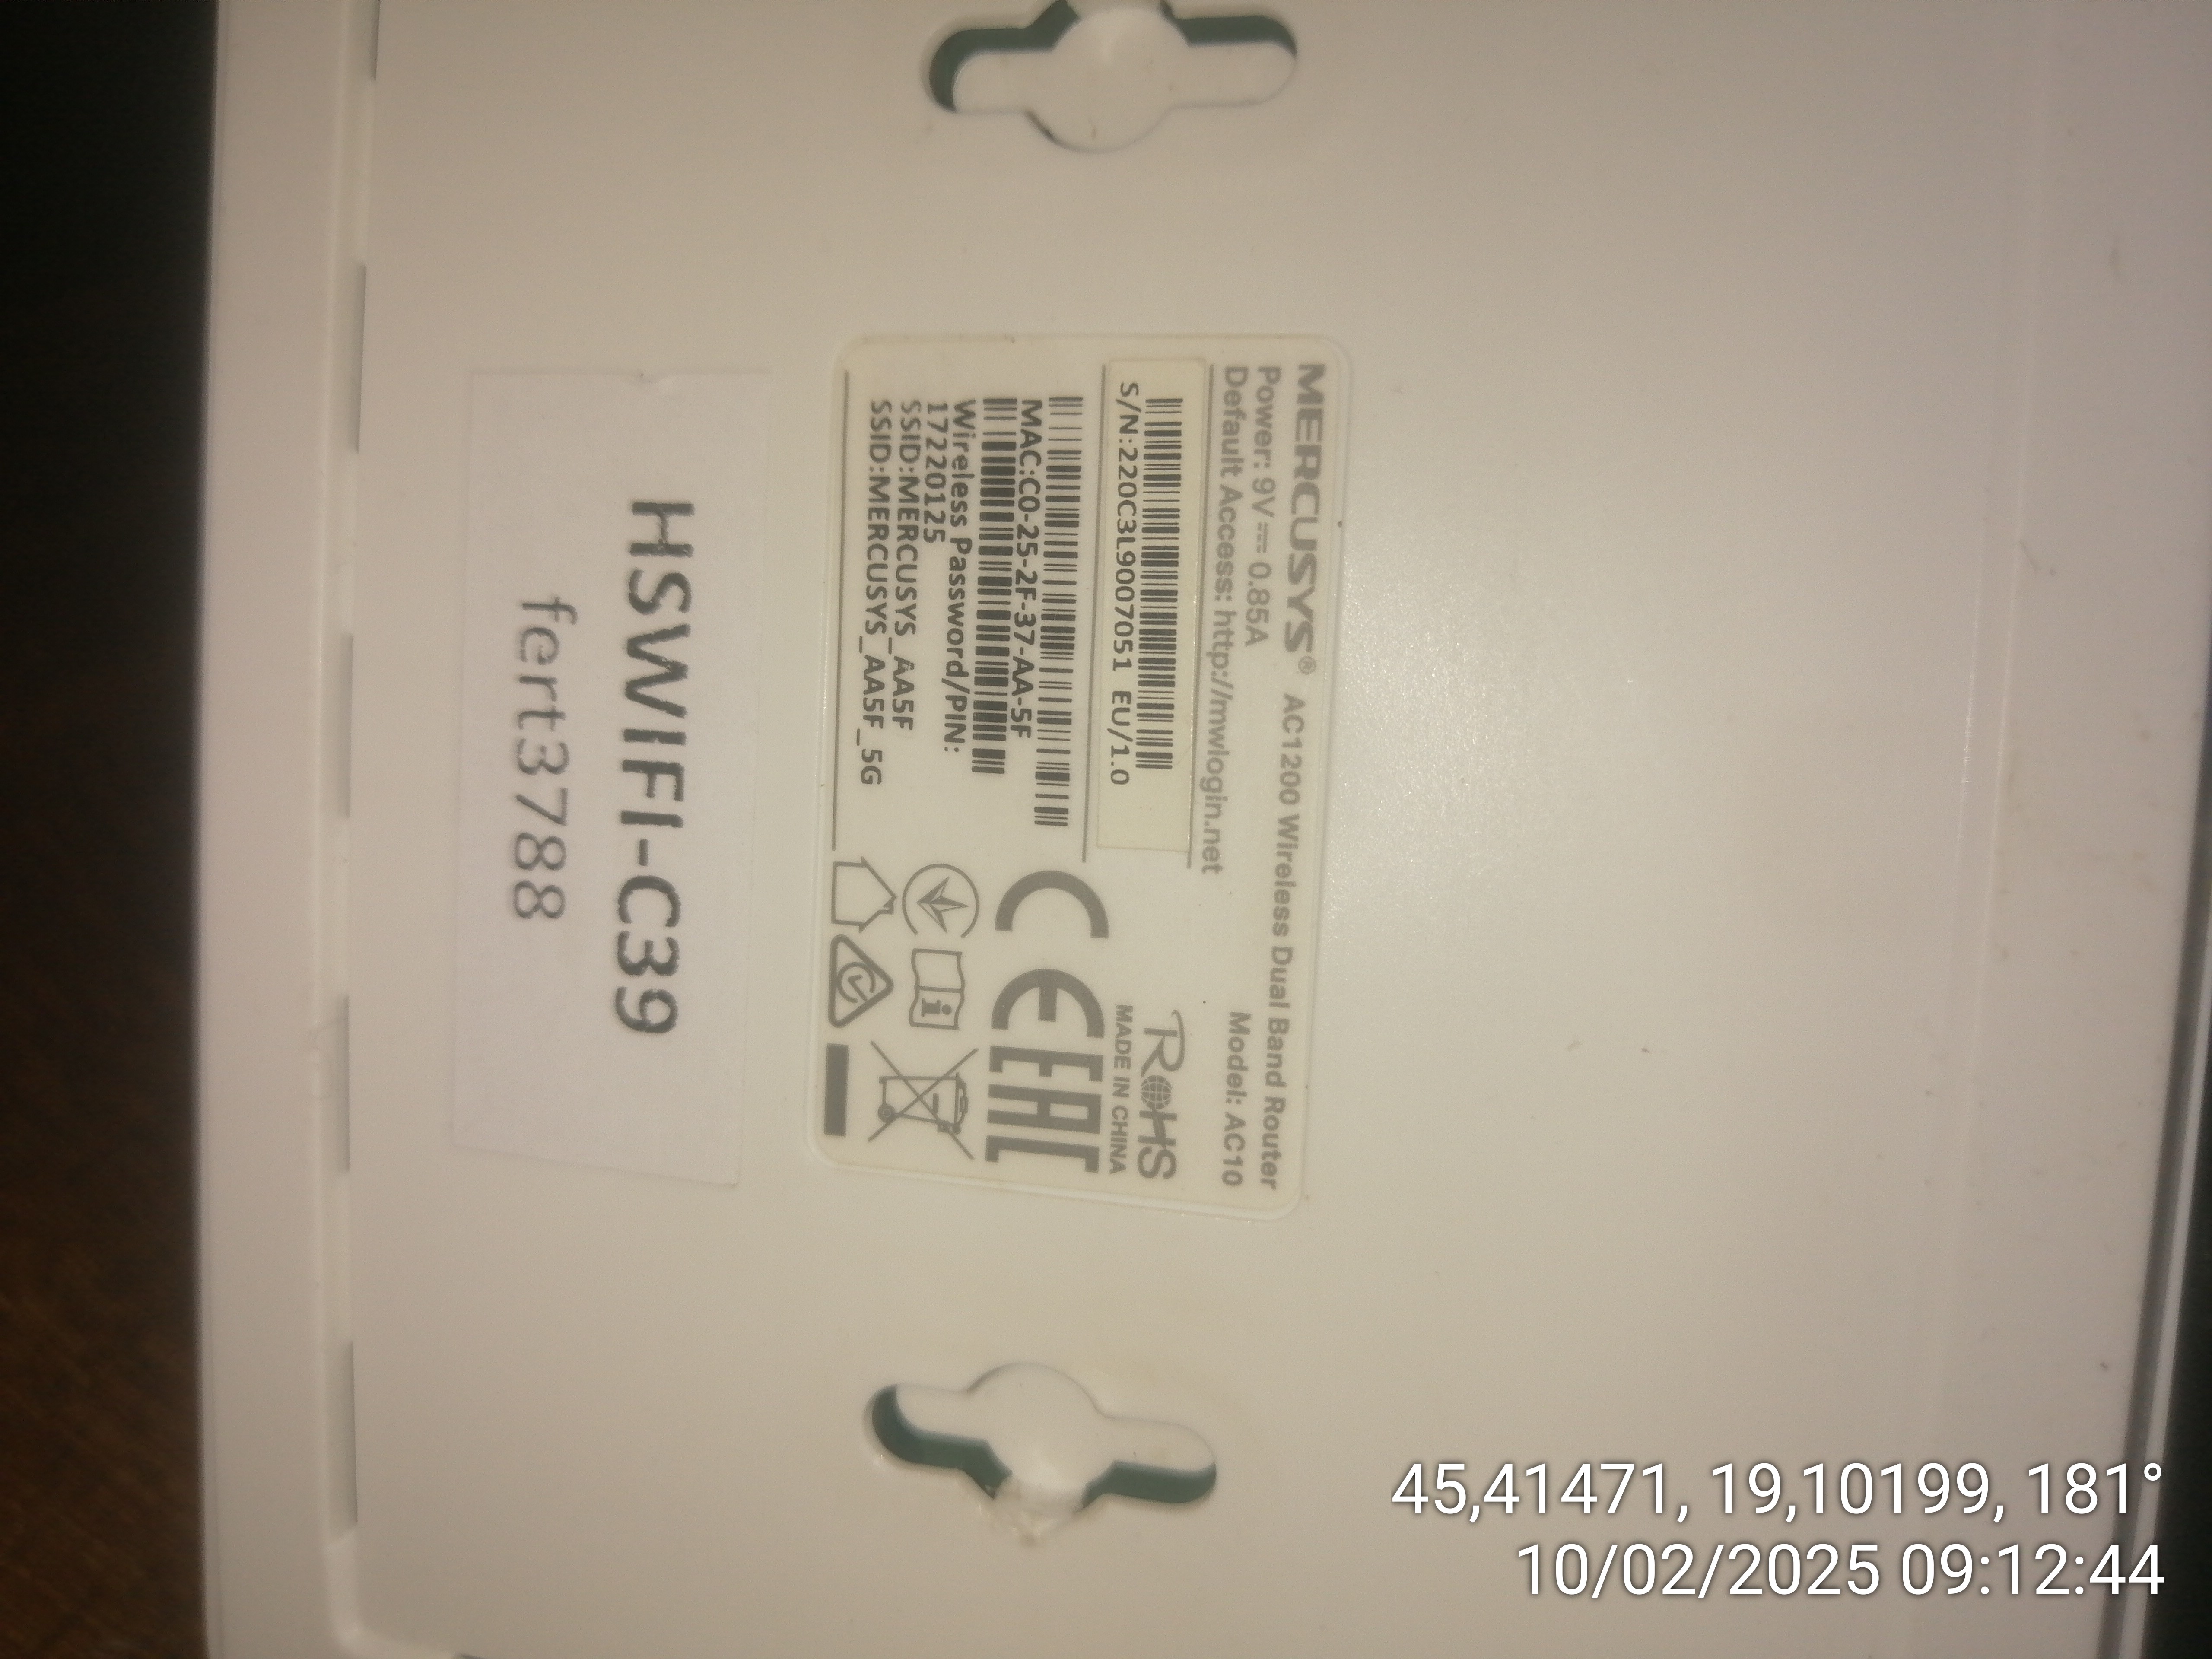 MERCUSYS® AC1200 Wireless Dual Band Router
Power: 9V⎓0.85A Model: AC10
Default Access: http://mwlogin.net
S/N:220C3L9007051 EU/1.0
RoHS
MADE IN CHINA
MAC:C0-25-2F-37-AA-5F
Wireless Password/PIN:
17220125
SSID:MERCUSYS_AA5F
SSID:MERCUSYS_AA5F_5G
CE EAC
HSWIFI-C39
fert3788
45,41471, 19,10199, 181°
10/02/2025 09:12:44